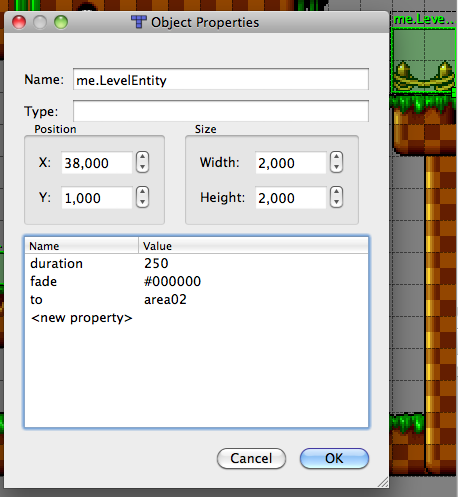 Object Properties
me.Leve...
Name: me.LevelEntity
Type:
Position
Size
X: 38,000
Width: 2,000
Y: 1,000
Height: 2,000
Name Value
duration 250
fade #000000
to area02
<new property>
Cancel OK